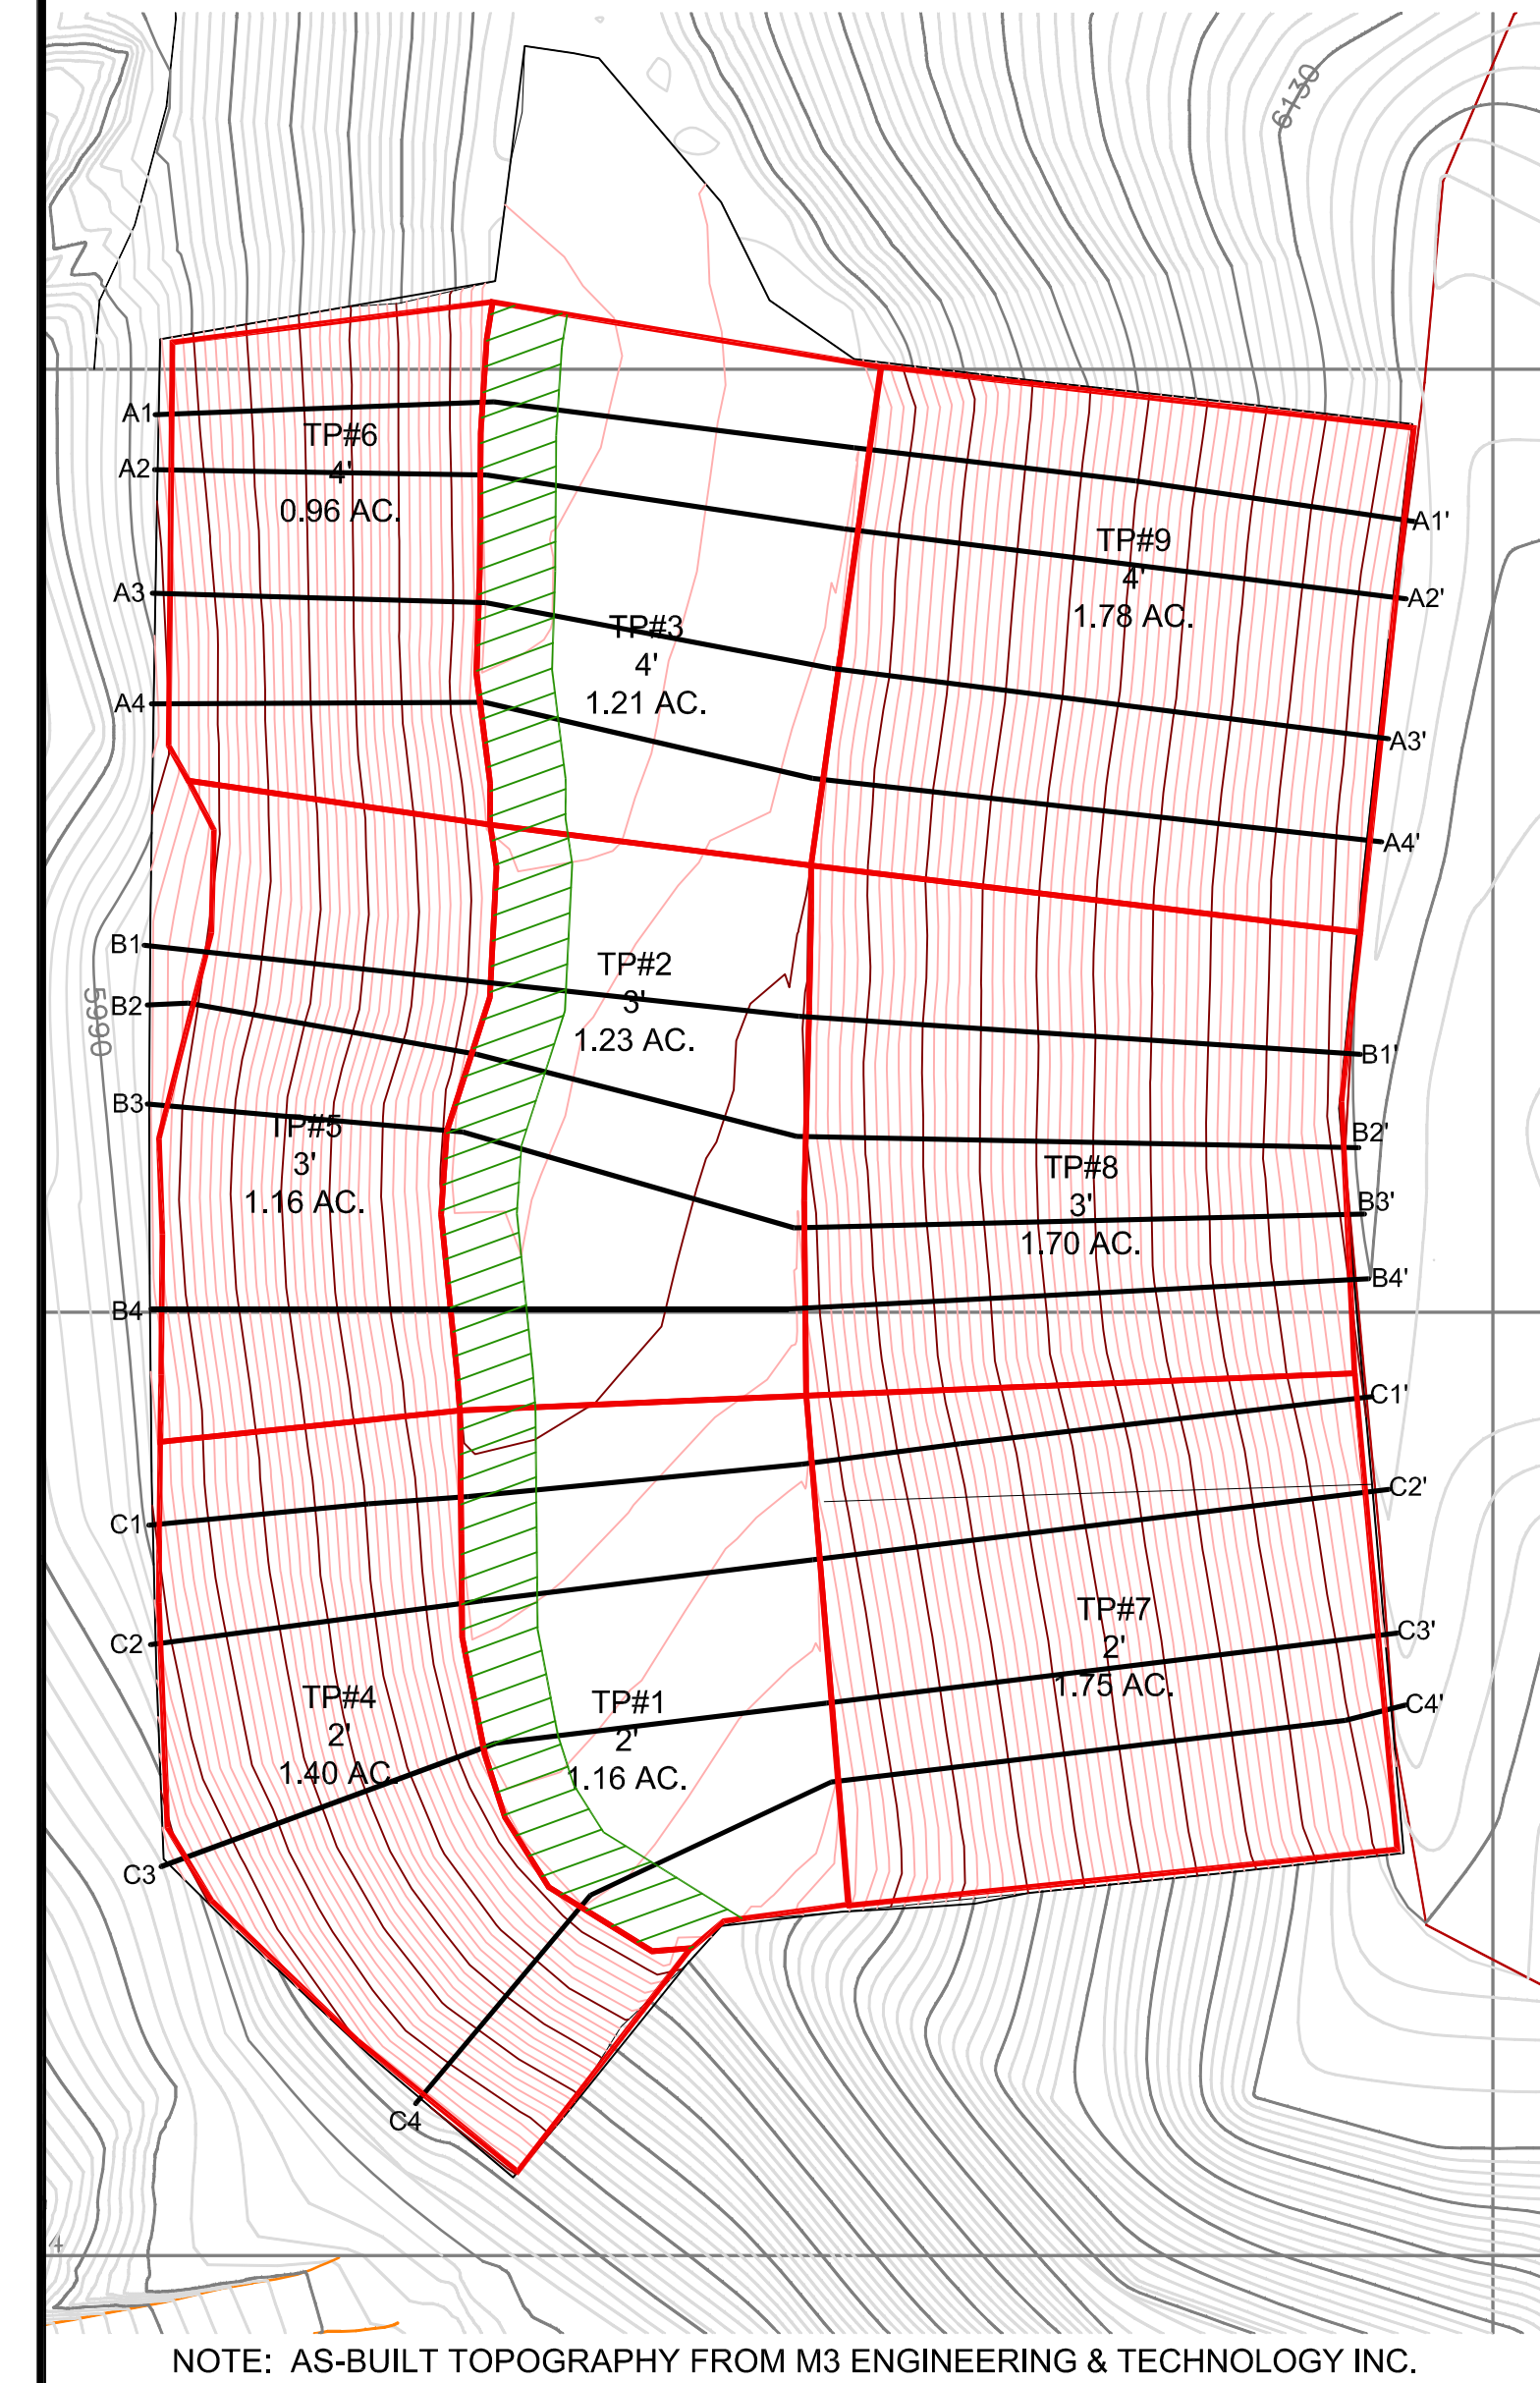 6130
A1
TP#6
4'
0.96 AC.
A2
A1'
TP#9
4'
1.78 AC.
A2'
A3
TP#3
4'
1.21 AC.
A4
A3'
A4'
B1
TP#2
3'
1.23 AC.
B2
5990
B1'
B3
TP#5
3'
1.16 AC.
B2'
TP#8
3'
1.70 AC.
B3'
B4'
B4
C1'
C1
C2'
C2
TP#7
2'
1.75 AC.
C3'
TP#4
2'
1.40 AC.
TP#1
2'
1.16 AC.
C4'
C3
C4
NOTE: AS-BUILT TOPOGRAPHY FROM M3 ENGINEERING & TECHNOLOGY INC.